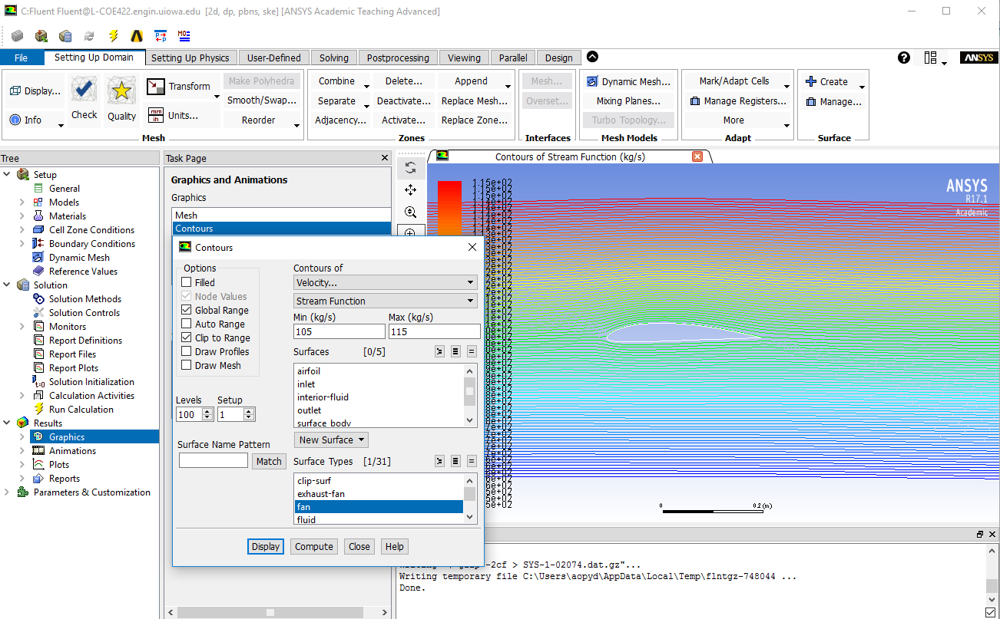 C:Fluent Fluent@L-COE422.engin.uiowa.edu [2d, dp, pbns, ske] [ANSYS Academic Teaching Advanced]
File Setting Up Domain Setting Up Physics User-Defined Solving Postprocessing Viewing Parallel Design ANSYS
Display... Check Quality Transform Make Polyhedra Combine Delete... Append Mesh... Dynamic Mesh... Mark/Adapt Cells Create
Units... Smooth/Swap... Separate Deactivate... Replace Mesh... Overset... Mixing Planes... Manage Registers... Manage...
Info Reorder Adjacency... Activate... Replace Zone... Turbo Topology... More
Mesh Zones Interfaces Mesh Models Adapt Surface
Tree
Setup
General
Models
Materials
Cell Zone Conditions
Boundary Conditions
Dynamic Mesh
Reference Values
Solution
Solution Methods
Solution Controls
Monitors
Report Definitions
Report Files
Report Plots
Solution Initialization
Calculation Activities
Run Calculation
Results
Graphics
Animations
Plots
Reports
Parameters & Customization
Task Page
Graphics and Animations
Graphics
Mesh
Contours
Contours
Options
Filled
Node Values
Global Range
Auto Range
Clip to Range
Draw Profiles
Draw Mesh
Levels Setup
100 1
Surface Name Pattern
Match
Contours of
Velocity...
Stream Function
Min (kg/s) Max (kg/s)
105 115
Surfaces [0/5]
airfoil
inlet
interior-fluid
outlet
surface_body
New Surface
Surface Types [1/31]
clip-surf
exhaust-fan
fan
fluid
Display Compute Close Help
Contours of Stream Function (kg/s)
1.15e+02
ANSYS
R17.1
Academic
0 0.2 (m)
-2cf > SYS-1-02074.dat.gz"...
Writing temporary file C:\Users\aopyd\AppData\Local\Temp\flntgz-748044 ...
Done.